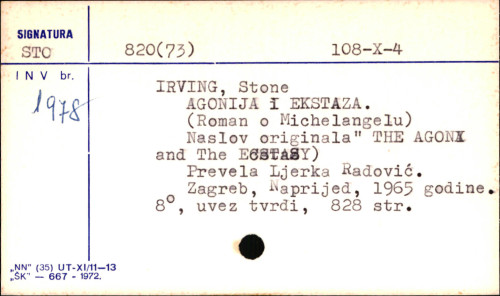 SIGNATURA
STO 820(73) 108-X-4
INV br.
1978
IRVING, Stone
AGONIJA I EKSTAZA.
(Roman o Michelangelu)
Naslov originala" THE AGONY
and The ECSTASY)
Prevela Ljerka Radović.
Zagreb, Naprijed, 1965 godine.
8°, uvez tvrdi, 828 str.
„NN" (35) UT-XI/11—13
„ŠK" — 667 - 1972.